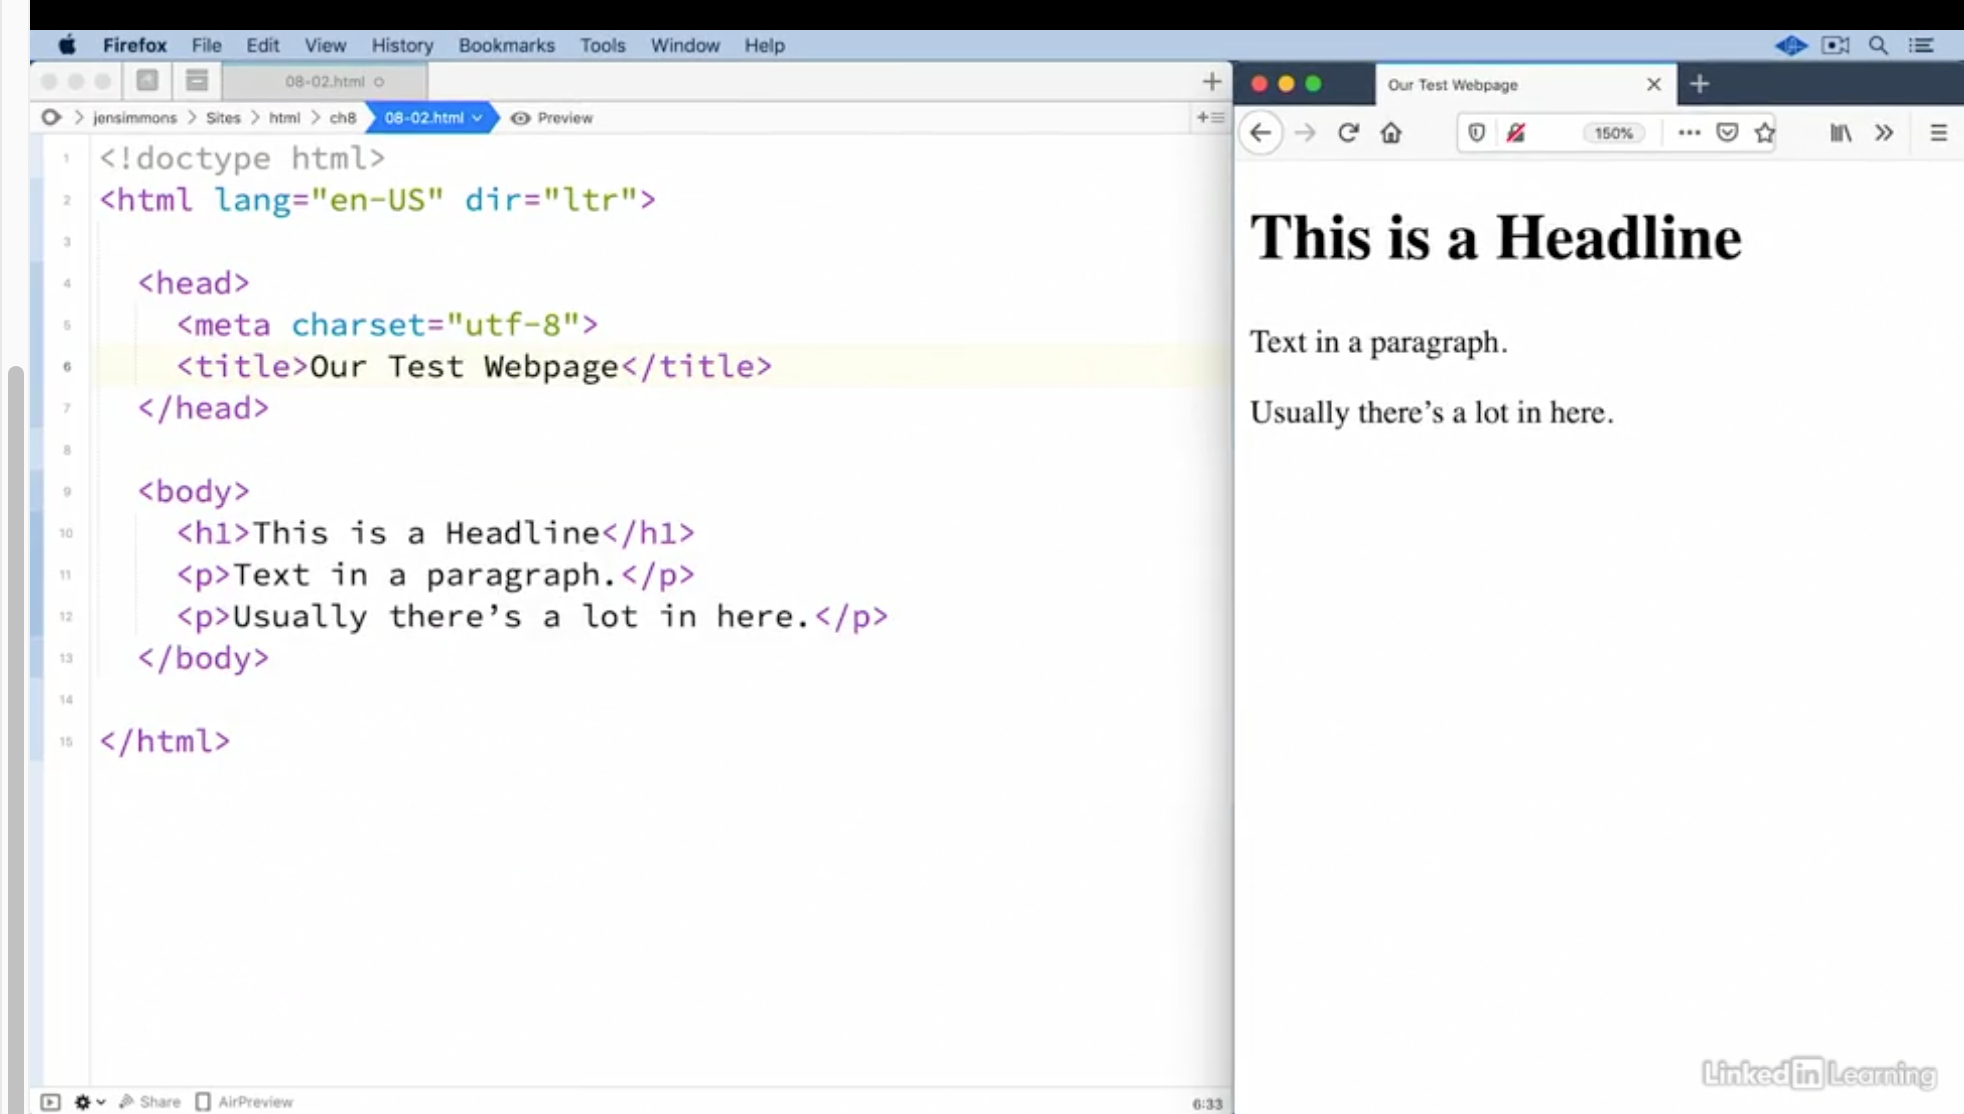 Firefox File Edit View History Bookmarks Tools Window Help
08-02.html
jensimmons Sites html ch8 08-02.html Preview
1 <!doctype html>
2 <html lang="en-US" dir="ltr">
3
4 <head>
5 <meta charset="utf-8">
6 <title>Our Test Webpage</title>
7 </head>
8
9 <body>
10 <h1>This is a Headline</h1>
11 <p>Text in a paragraph.</p>
12 <p>Usually there’s a lot in here.</p>
13 </body>
14
15 </html>
Share AirPreview
6:33
Our Test Webpage
150%
This is a Headline
Text in a paragraph.
Usually there’s a lot in here.
Linked in Learning